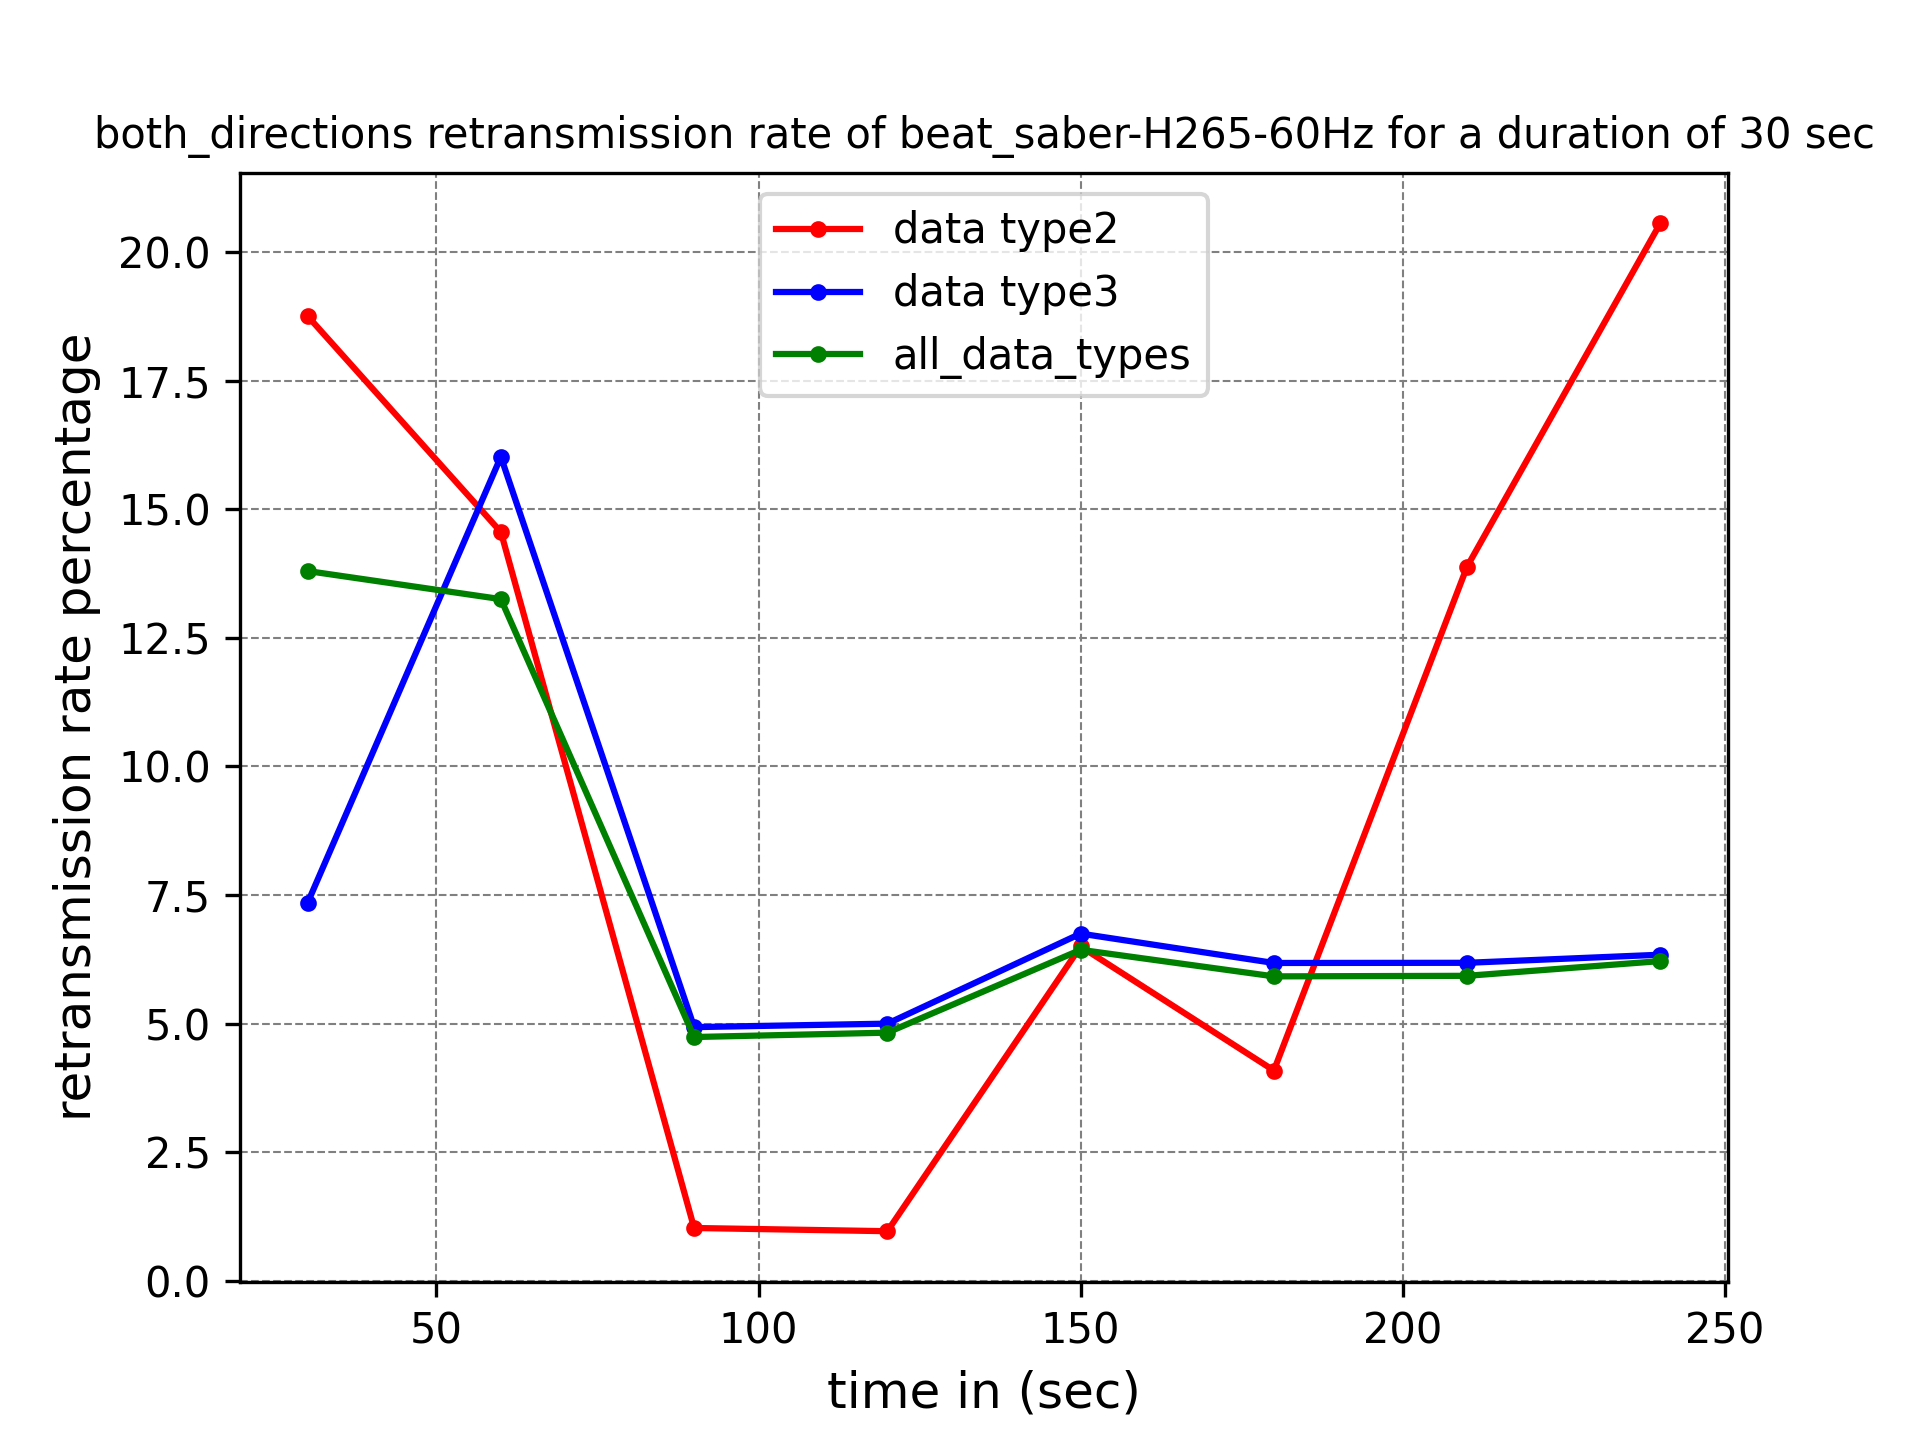 both_directions retransmission rate of beat_saber-H265-60Hz for a duration of 30 sec
data type2
data type3
all_data_types
retransmission rate percentage
20.0
17.5
15.0
12.5
10.0
7.5
5.0
2.5
0.0
50 100 150 200 250
time in (sec)